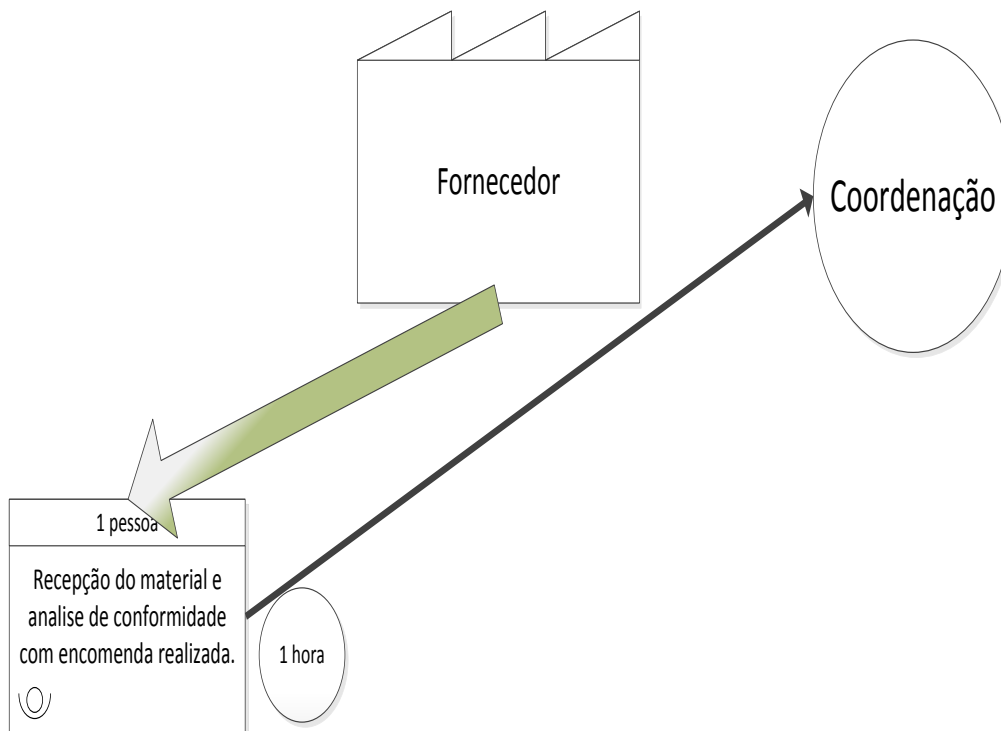 Fornecedor
Coordenação
1 pessoa
Recepção do material e
analise de conformidade
com encomenda realizada.
1 hora